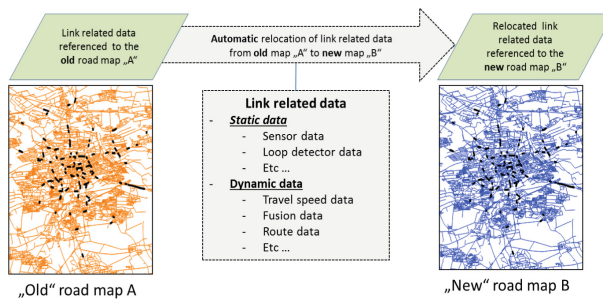 Link related data
referenced to the
old road map „A"
Automatic relocation of link related data
from old map „A" to new map „B"
Relocated link
related data
referenced to the
new road map „B"
Link related data
- Static data
- Sensor data
- Loop detector data
- Etc ...
- Dynamic data
- Travel speed data
- Fusion data
- Route data
- Etc ...
„Old" road map A
„New" road map B